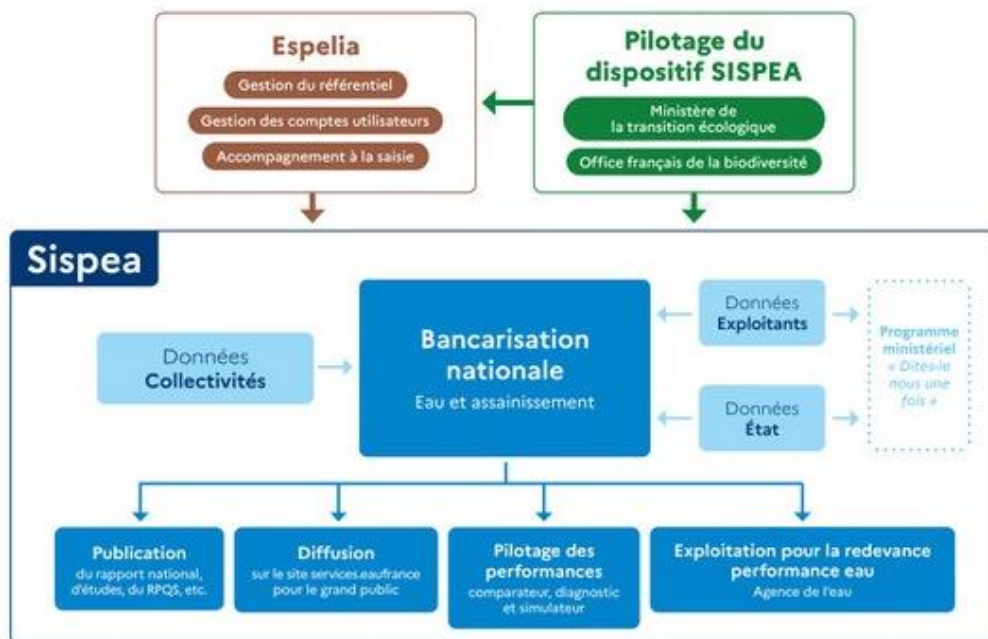 Espelia
Gestion du référentiel
Gestion des comptes utilisateurs
Accompagnement à la saisie
Pilotage du
dispositif SISPEA
Ministère de
la transition écologique
Office français de la biodiversité
Sispea
Données
Collectivités
Bancarisation
nationale
Eau et assainissement
Données
Exploitants
Données
État
Programme
ministériel
« Dites-le
nous une
fois »
Publication
du rapport national,
d'études, du RPQS, etc.
Diffusion
sur le site services.eaufrance
pour le grand public
Pilotage des
performances
comparateur, diagnostic
et simulateur
Exploitation pour la redevance
performance eau
Agence de l'eau